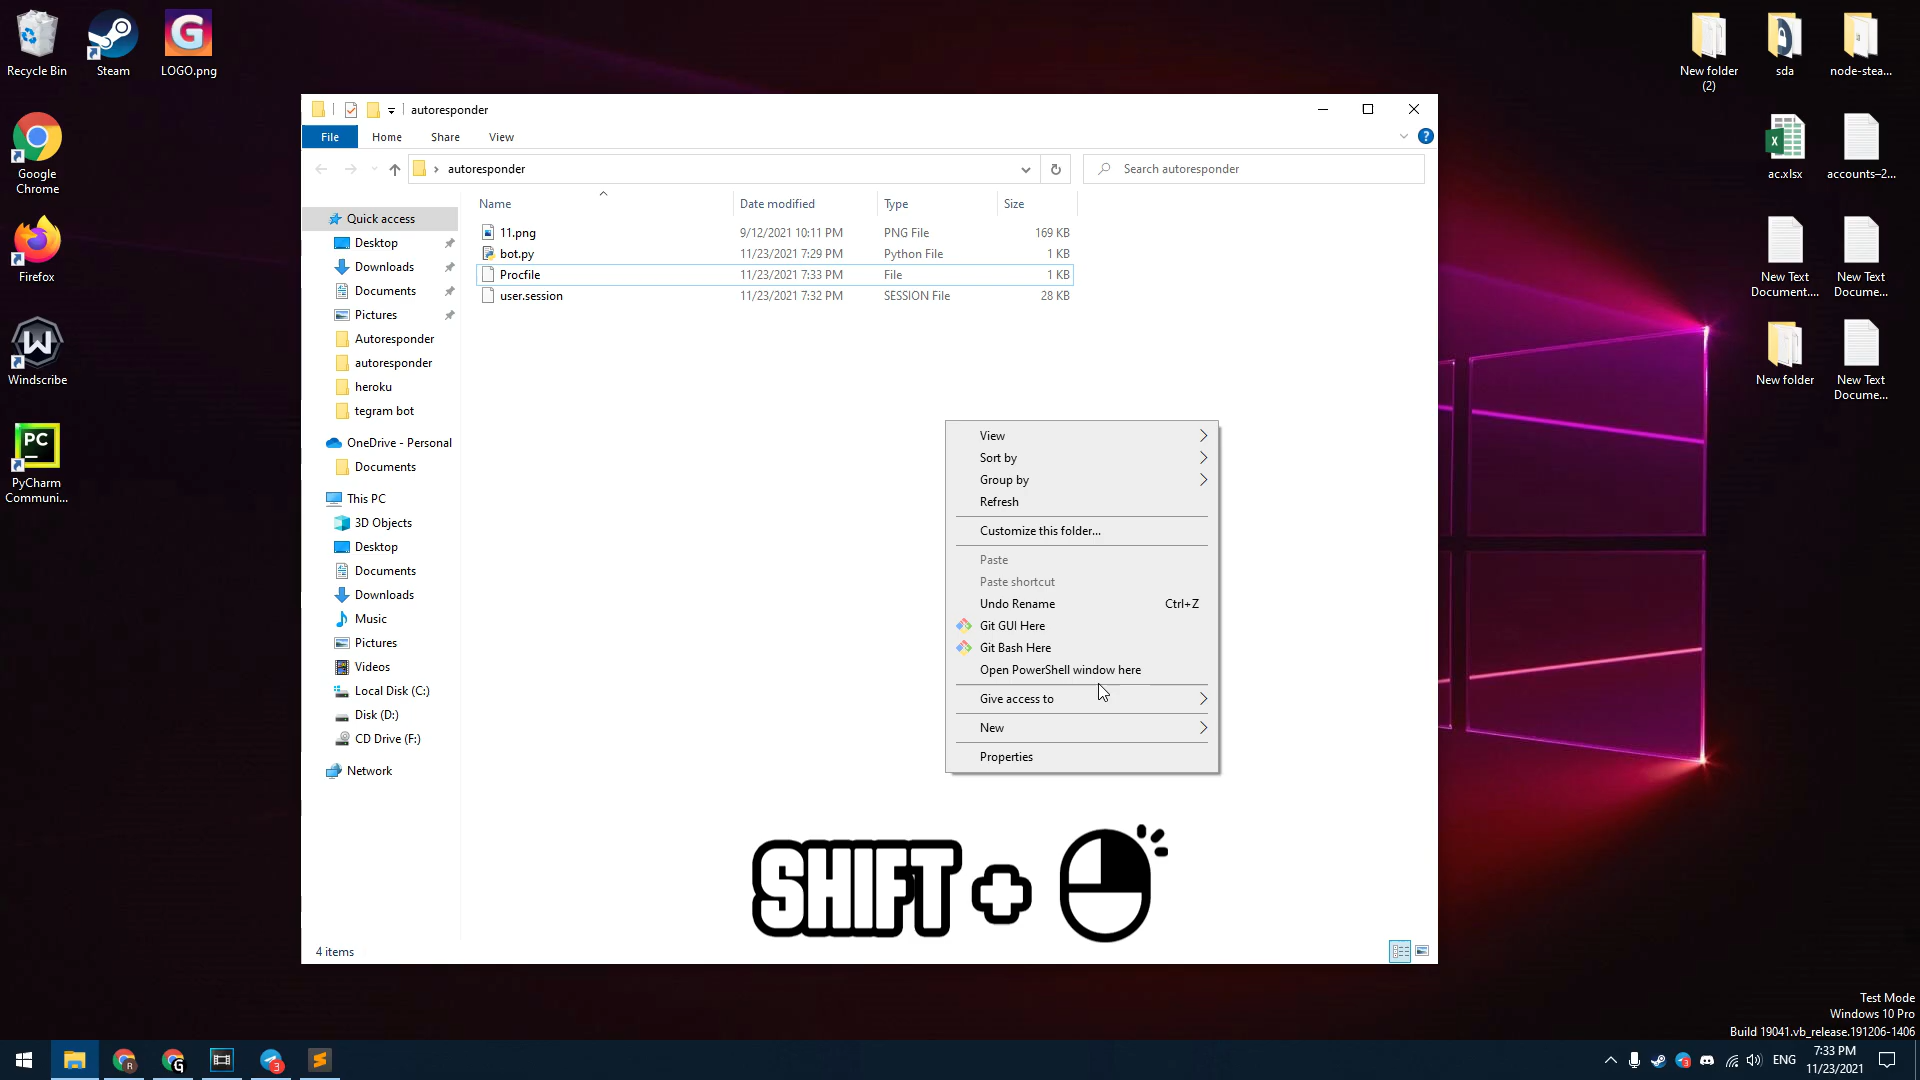 Recycle Bin
Steam
LOGO.png
Google
Chrome
Firefox
Windscribe
PC
PyCharm
Communi...
New folder
(2)
sda
node-stea...
ac.xlsx
accounts–2...
New Text
Document....
New Text
Docume...
New folder
New Text
Docume...
autoresponder
File
Home
Share
View
autoresponder
Search autoresponder
Name
Date modified
Type
Size
11.png
9/12/2021 10:11 PM
PNG File
169 KB
bot.py
11/23/2021 7:29 PM
Python File
1 KB
Procfile
11/23/2021 7:33 PM
File
1 KB
user.session
11/23/2021 7:32 PM
SESSION File
28 KB
Quick access
Desktop
Downloads
Documents
Pictures
Autoresponder
autoresponder
heroku
tegram bot
OneDrive - Personal
Documents
This PC
3D Objects
Desktop
Documents
Downloads
Music
Pictures
Videos
Local Disk (C:)
Disk (D:)
CD Drive (F:)
Network
View
Sort by
Group by
Refresh
Customize this folder...
Paste
Paste shortcut
Undo Rename
Ctrl+Z
Git GUI Here
Git Bash Here
Open PowerShell window here
Give access to
New
Properties
SHIFT +
4 items
Test Mode
Windows 10 Pro
Build 19041.vb_release.191206-1406
ENG
7:33 PM
11/23/2021